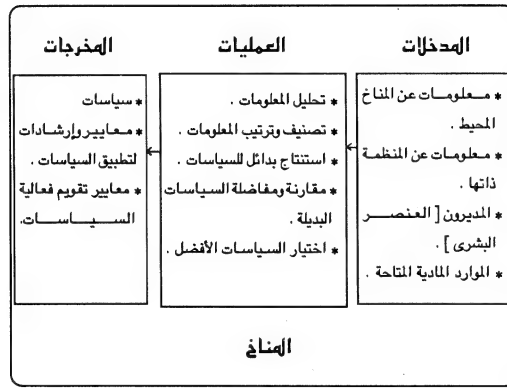 المدخلات
العمليات
المخرجات
* معلومات عن المناخ
المحيط .
* معلومات عن المنظمة
ذاتها .
* المديرون [ العنصر
البشرى ] .
* الموارد المادية المتاحة .
* تحليل المعلومات .
* تصنيف وترتيب المعلومات .
* استنتاج بدائل للسياسات .
* مقارنة ومفاضلة السياسات
البديلة .
* اختيار السياسات الأفضل .
* سياسات
* معايير وإرشادات
لتطبيق السياسات .
* معايير تقويم فعالية
السياسات.
المناخ